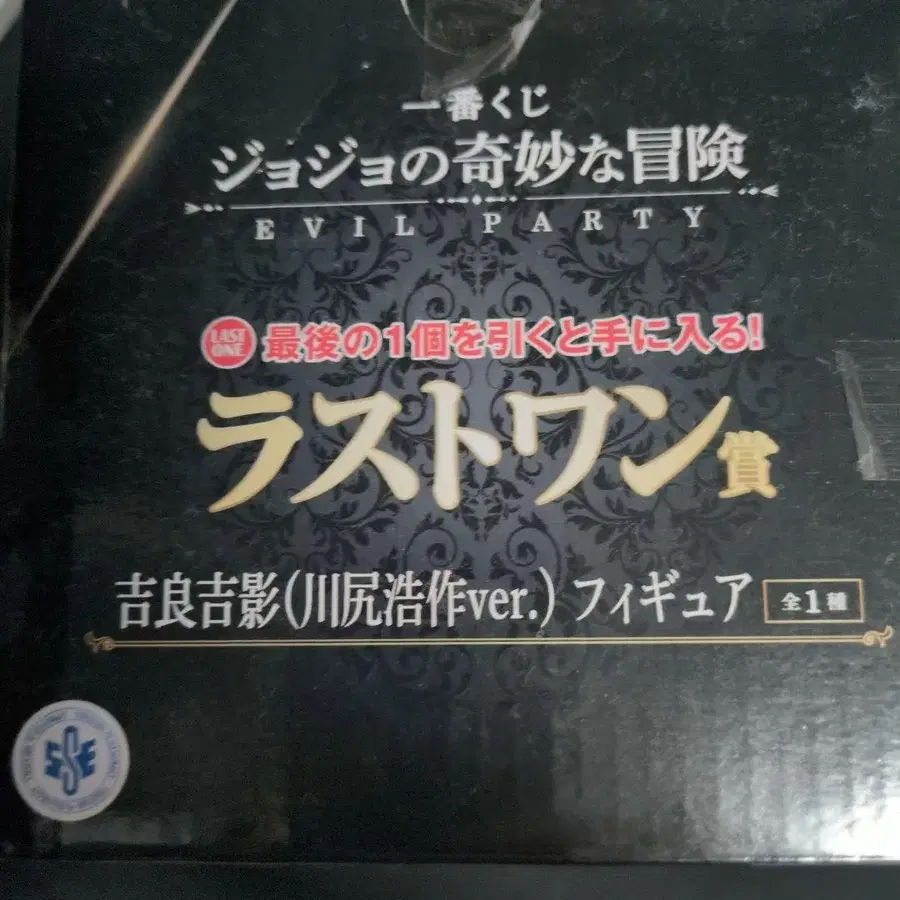 一番くじ
ジョジョの奇妙な冒険
EVIL PARTY
LAST ONE 最後の1個を引くと手に入る!
ラストワン賞
吉良吉影(川尻浩作ver.)フィギュア 全1種